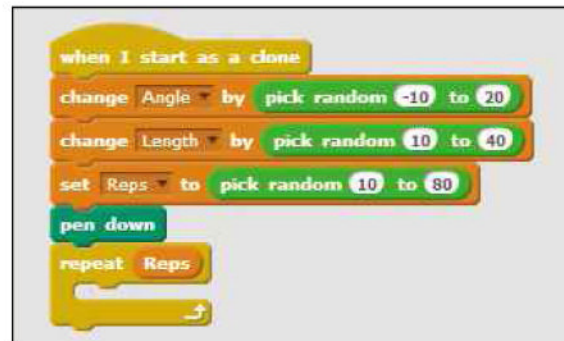 when I start as a clone
change Angle by pick random -10 to 20
change Length by pick random 10 to 40
set Reps to pick random 10 to 80
pen down
repeat Reps